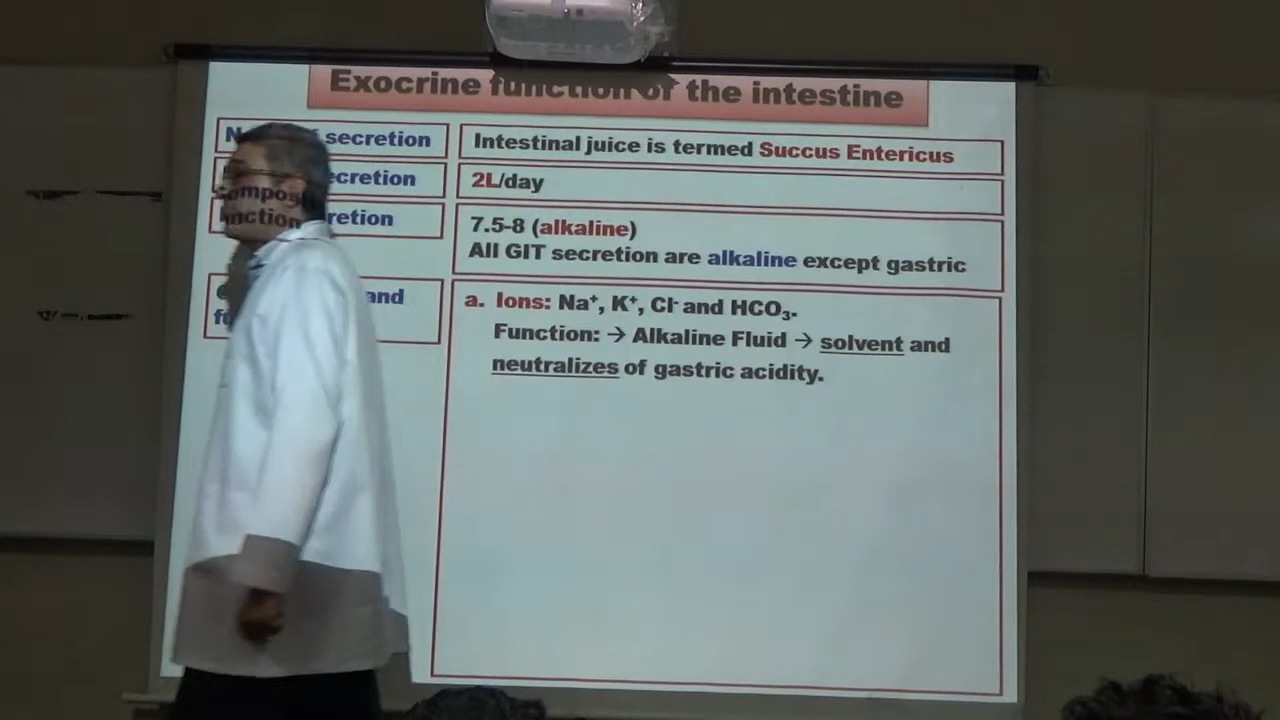 Exocrine function of the intestine
secretion
Intestinal juice is termed Succus Entericus
2L/day
7.5-8 (alkaline)
All GIT secretion are alkaline except gastric
and
a. Ions: Na⁺, K⁺, Cl⁻ and HCO₃.
Function: → Alkaline Fluid → solvent and
neutralizes of gastric acidity.